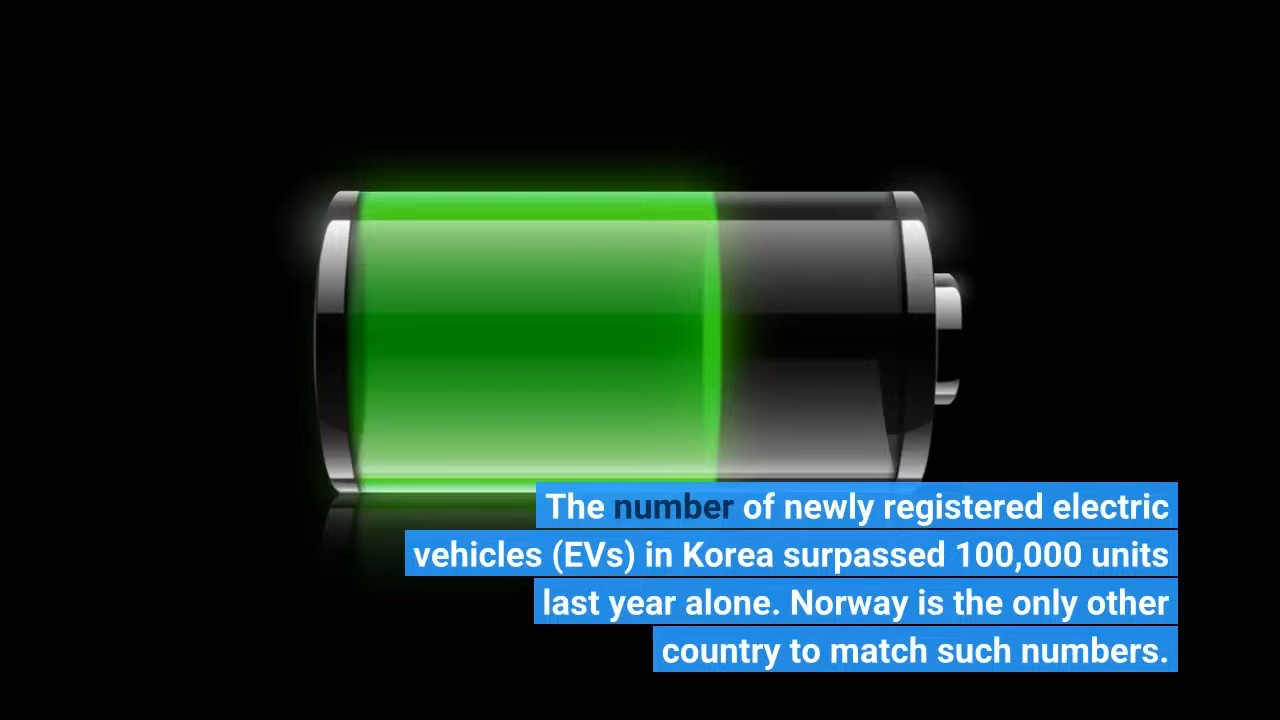 The number of newly registered electric
vehicles (EVs) in Korea surpassed 100,000 units
last year alone. Norway is the only other
country to match such numbers.